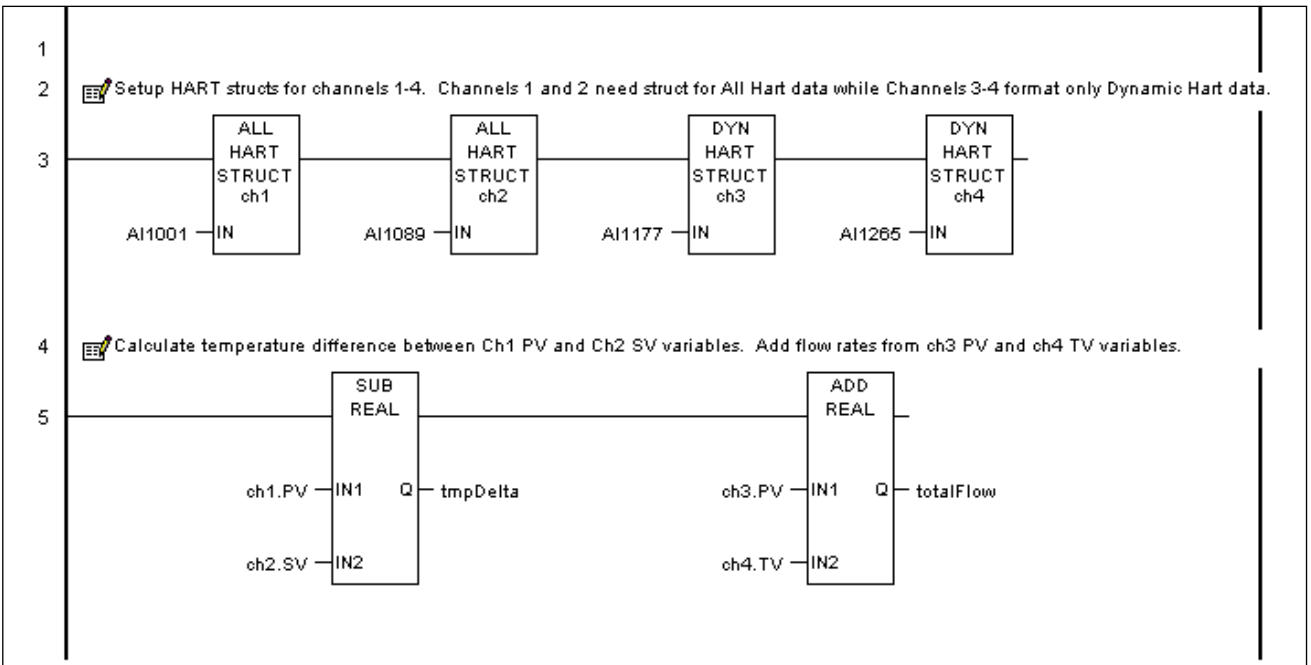 1
2 Setup HART structs for channels 1-4. Channels 1 and 2 need struct for All Hart data while Channels 3-4 format only Dynamic Hart data.
ALL ALL DYN DYN
HART HART HART HART
3 STRUCT STRUCT STRUCT STRUCT
ch1 ch2 ch3 ch4
AI1001 IN AI1089 IN AI1177 IN AI1265 IN
4 Calculate temperature difference between Ch1 PV and Ch2 SV variables. Add flow rates from ch3 PV and ch4 TV variables.
SUB ADD
5 REAL REAL
ch1.PV IN1 Q tmpDelta ch3.PV IN1 Q totalFlow
ch2.SV IN2 ch4.TV IN2